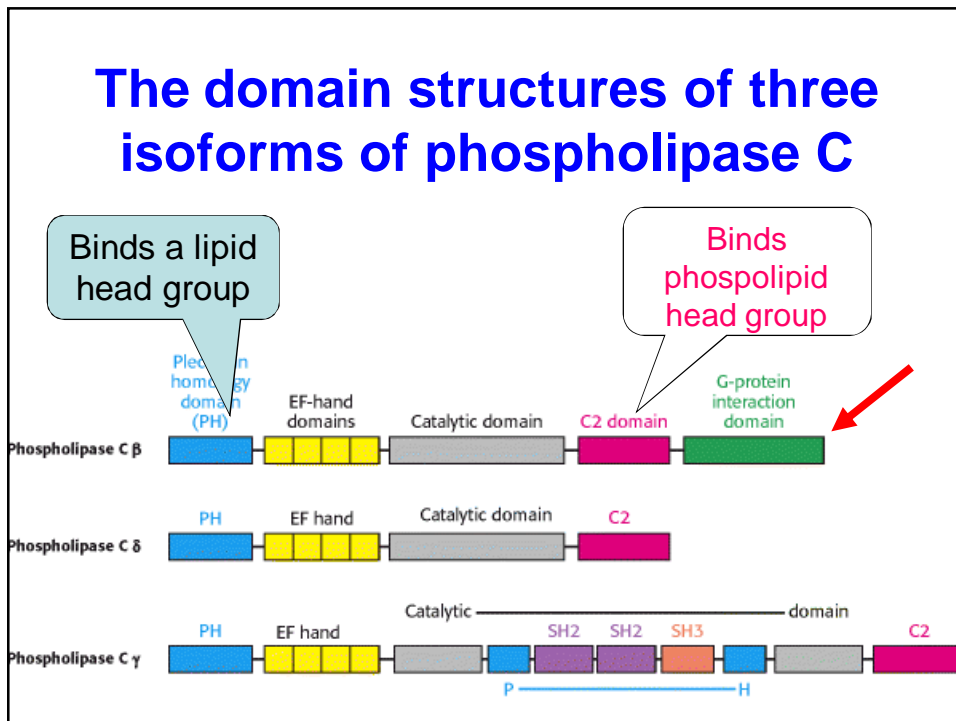 The domain structures of three
isoforms of phospholipase C
Binds a lipid
head group
Binds
phospolipid
head group
homology
domain
(PH)
EF-hand
domains
Catalytic domain
C2 domain
G-protein
interaction
domain
Phospholipase C β
PH
EF hand
Catalytic domain
C2
Phospholipase C δ
Catalytic
domain
PH
EF hand
SH2
SH2
SH3
C2
Phospholipase C γ
P
H